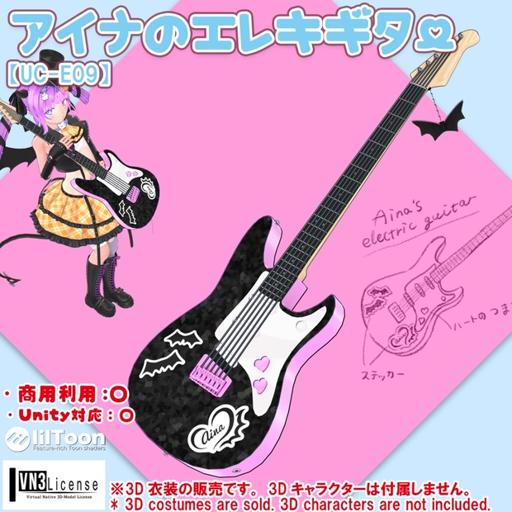 アイナのエレキギターΩ
【UC-E09】
Aina's
electric guitar
ハートのつま
ステッカー
Aina
・商用利用:〇
・Unity対応:〇
lilToon
Feature-rich Toon shaders
VN3License
Virtual Native 3D-Model License
※3D衣装の販売です。3Dキャラクターは付属しません。
* 3D costumes are sold. 3D characters are not included.